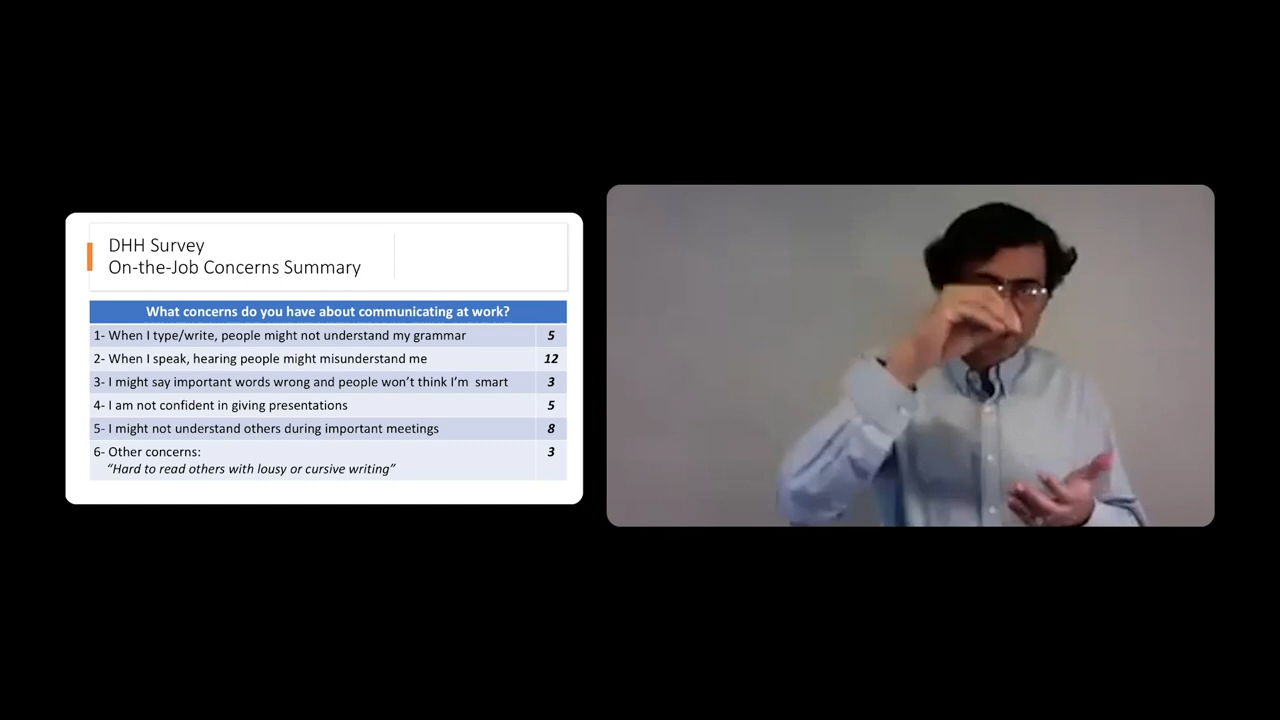 DHH Survey
On-the-Job Concerns Summary
What concerns do you have about communicating at work?
1- When I type/write, people might not understand my grammar 5
2- When I speak, hearing people might misunderstand me 12
3- I might say important words wrong and people won’t think I’m smart 3
4- I am not confident in giving presentations 5
5- I might not understand others during important meetings 8
6- Other concerns: 3
“Hard to read others with lousy or cursive writing”